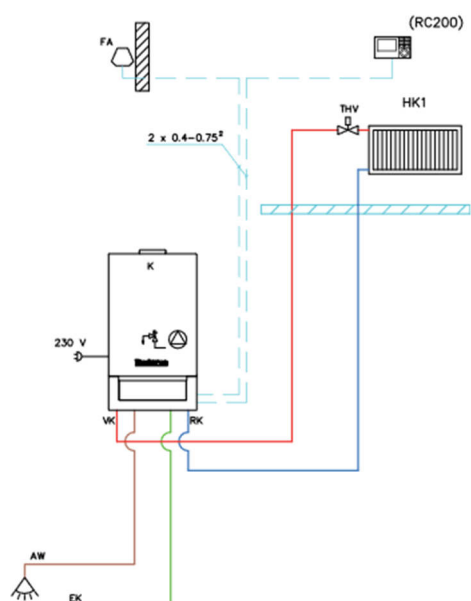 (RC200)
FA
THV
HK1
2 x 0.4-0.75²
K
230 V
VK
RK
AW
EK